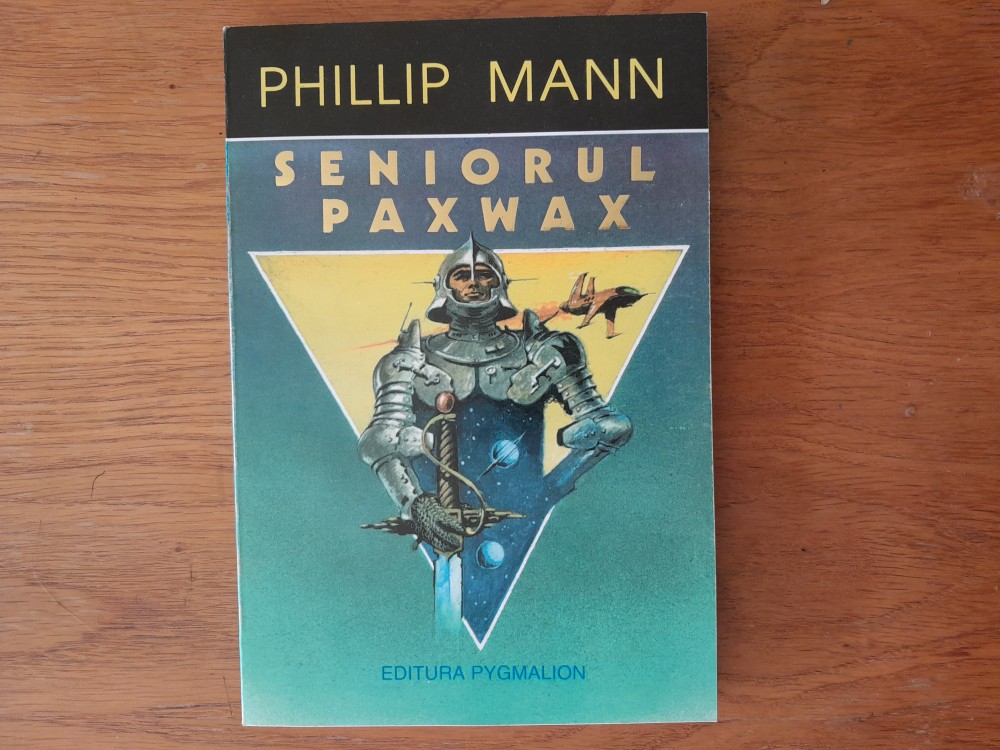 PHILLIP MANN
SENIORUL
PAXWAX
EDITURA PYGMALION